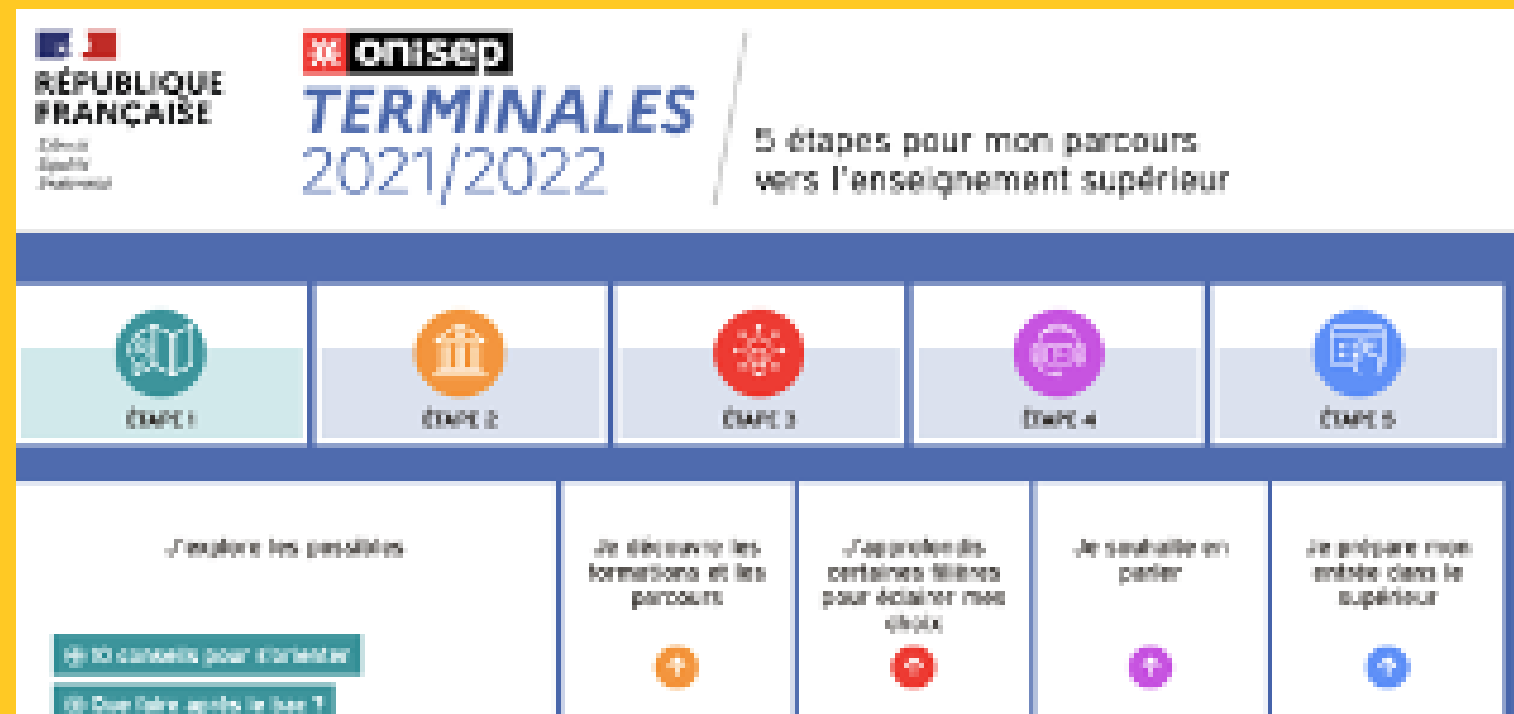 RÉPUBLIQUE
FRANÇAISE
Liberté
Égalité
Fraternité
onisep
TERMINALES
2021/2022
5 étapes pour mon parcours
vers l'enseignement supérieur
ÉTAPE 1
ÉTAPE 2
ÉTAPE 3
ÉTAPE 4
ÉTAPE 5
J'explore les possibles
10 conseils pour s'orienter
Que faire après le bac ?
Je découvre les
formations et les
parcours
J'approfondis
certaines filières
pour éclairer mes
choix
Je souhaite en
parler
Je prépare mon
entrée dans le
supérieur